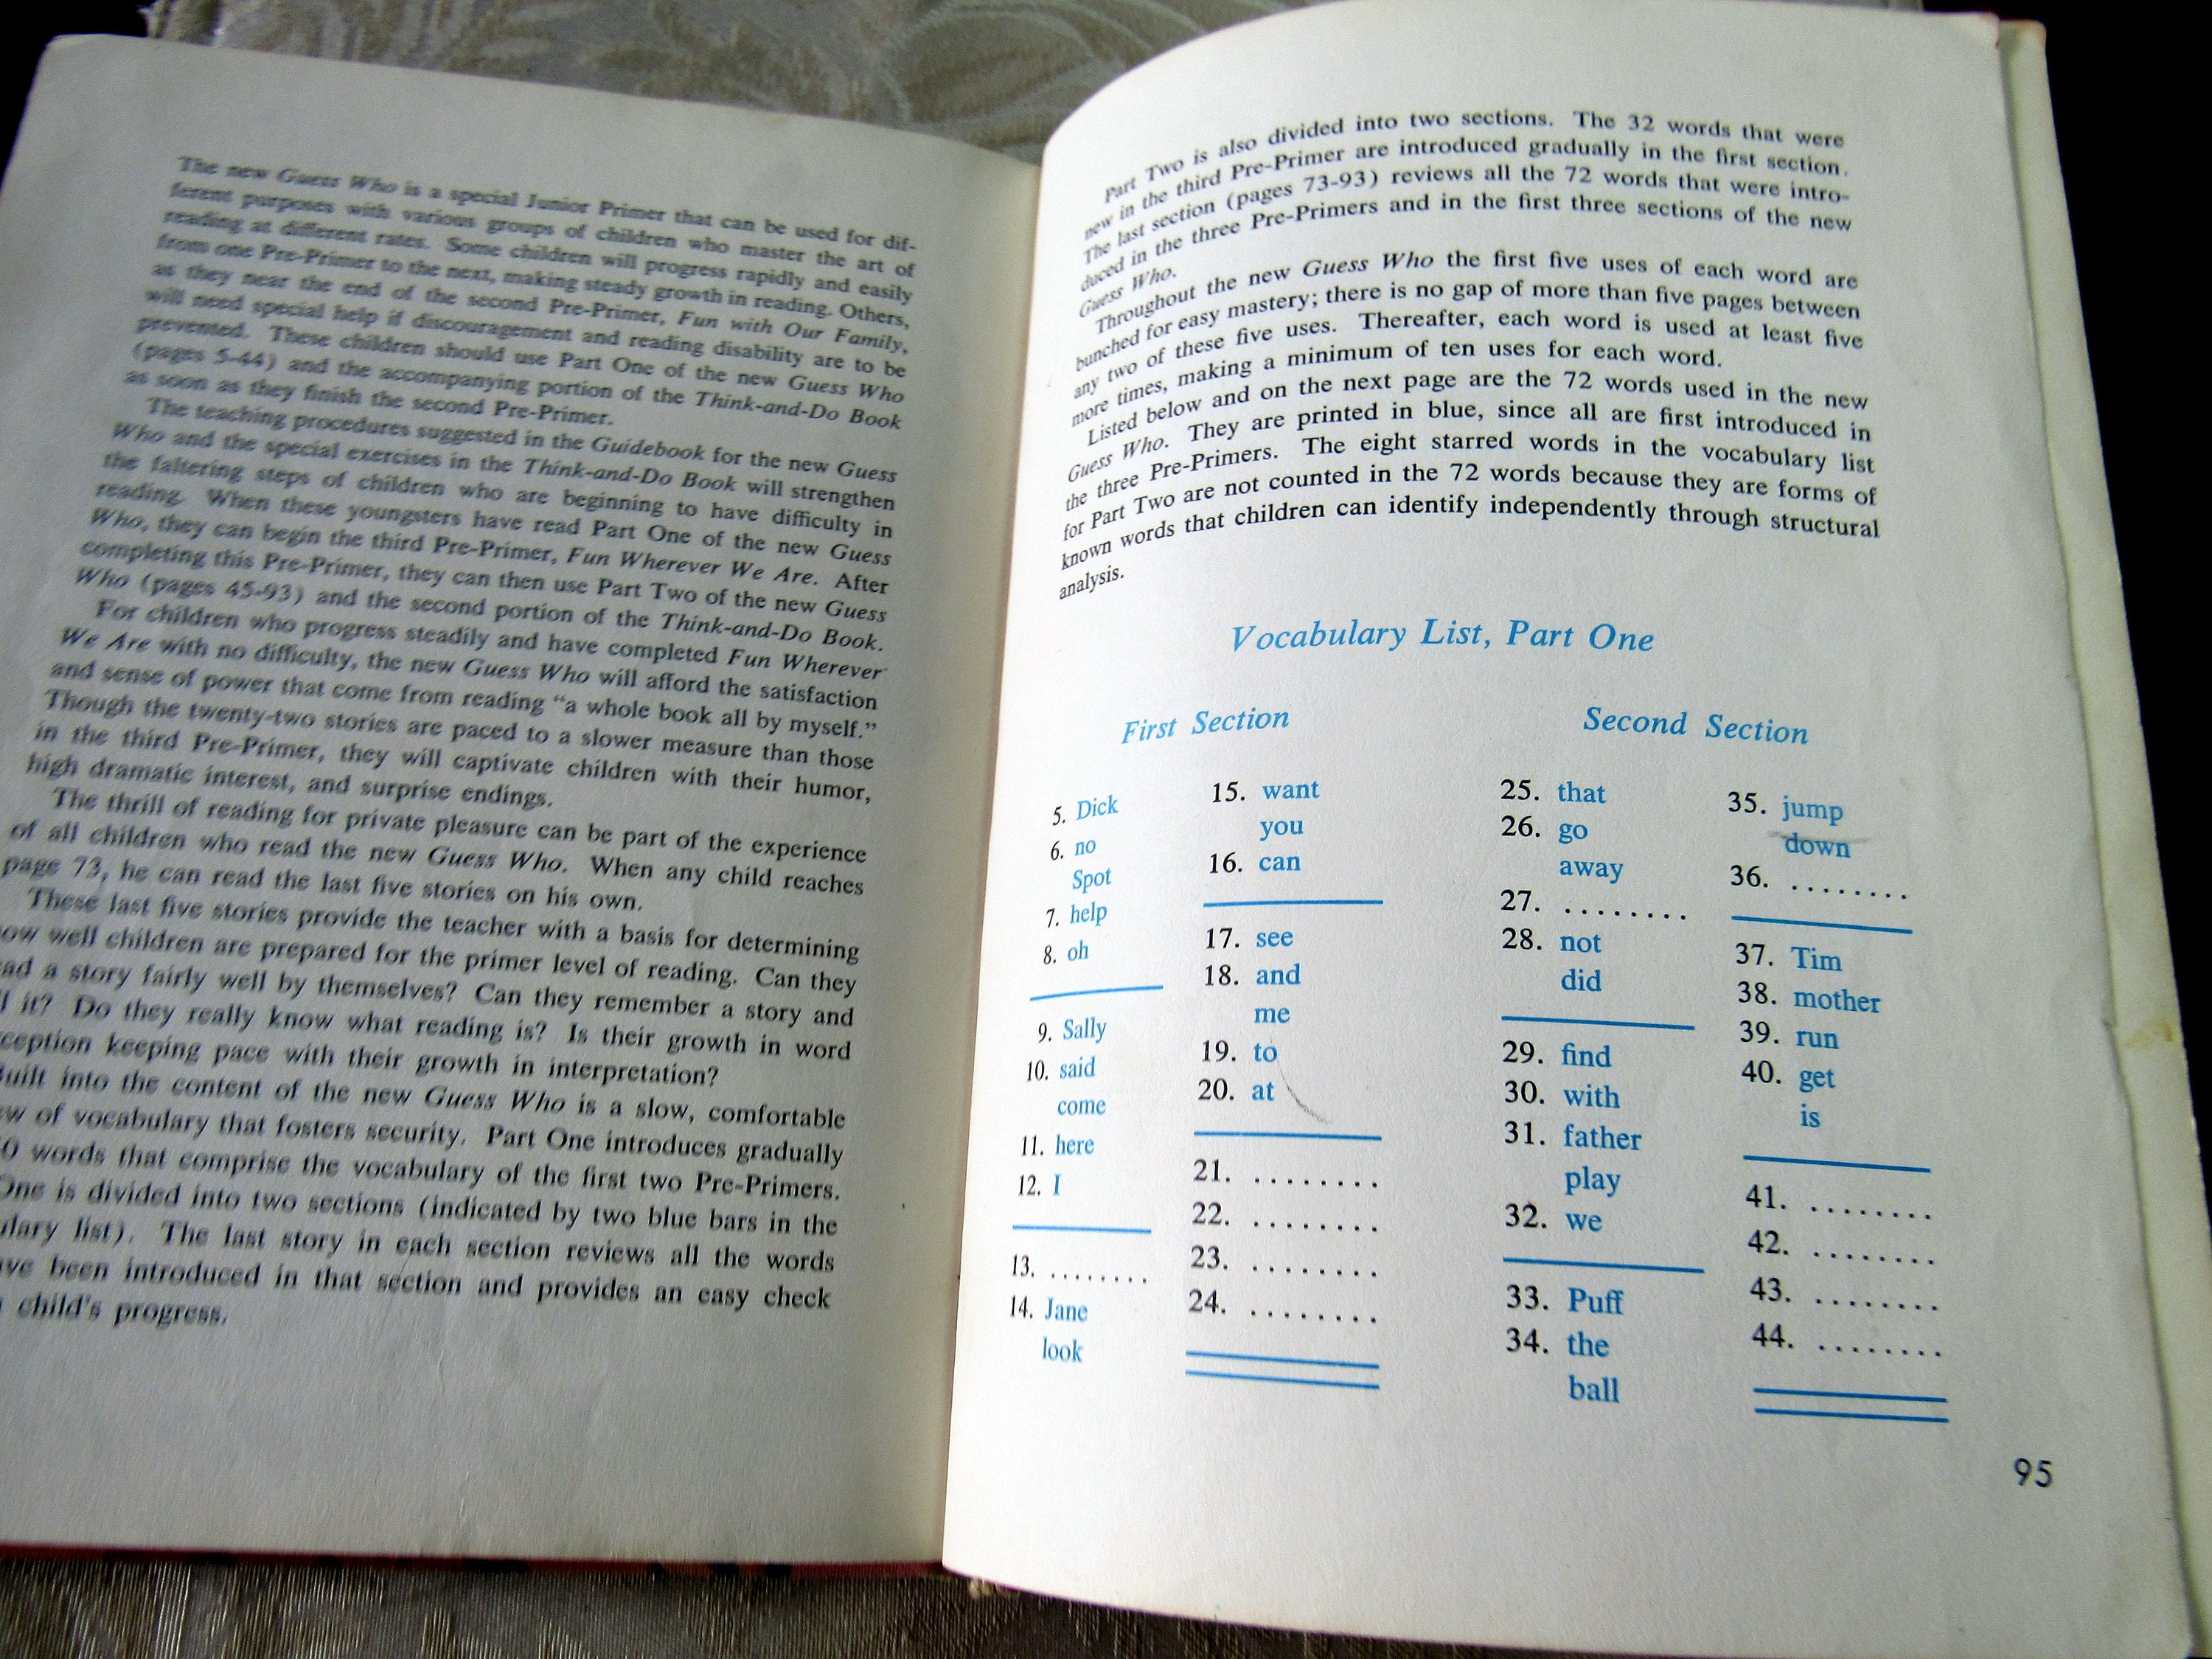 The new Guess Who is a special Junior Primer that can be used for dif-
ferent purposes with various groups of children who master the art of
reading at different rates. Some children will progress rapidly and easily
from one Pre-Primer to the next, making steady growth in reading. Others,
as they near the end of the second Pre-Primer, Fun with Our Family,
will need special help if discouragement and reading disability are to be
prevented. These children should use Part One of the new Guess Who
(pages 5-44) and the accompanying portion of the Think-and-Do Book
as soon as they finish the second Pre-Primer.
The teaching procedures suggested in the Guidebook for the new Guess
Who and the special exercises in the Think-and-Do Book will strengthen
the faltering steps of children who are beginning to have difficulty in
reading. When these youngsters have read Part One of the new Guess
Who, they can begin the third Pre-Primer, Fun Wherever We Are. After
completing this Pre-Primer, they can then use Part Two of the new Guess
Who (pages 45-93) and the second portion of the Think-and-Do Book.
For children who progress steadily and have completed Fun Wherever
We Are with no difficulty, the new Guess Who will afford the satisfaction
and sense of power that come from reading “a whole book all by myself.”
Though the twenty-two stories are paced to a slower measure than those
in the third Pre-Primer, they will captivate children with their humor,
high dramatic interest, and surprise endings.
The thrill of reading for private pleasure can be part of the experience
of all children who read the new Guess Who. When any child reaches
page 73, he can read the last five stories on his own.
These last five stories provide the teacher with a basis for determining
well children are prepared for the primer level of reading. Can they
a story fairly well by themselves? Can they remember a story and
it? Do they really know what reading is? Is their growth in word
keeping pace with their growth in interpretation?
into the content of the new Guess Who is a slow, comfortable
of vocabulary that fosters security. Part One introduces gradually
words that comprise the vocabulary of the first two Pre-Primers.
One is divided into two sections (indicated by two blue bars in the
list). The last story in each section reviews all the words
been introduced in that section and provides an easy check
child's progress.
Part Two is also divided into two sections. The 32 words that were
new in the third Pre-Primer are introduced gradually in the first section.
The last section (pages 73-93) reviews all the 72 words that were intro-
duced in the three Pre-Primers and in the first three sections of the new
Guess Who.
Throughout the new Guess Who the first five uses of each word are
bunched for easy mastery; there is no gap of more than five pages between
any two of these five uses. Thereafter, each word is used at least five
more times, making a minimum of ten uses for each word.
Listed below and on the next page are the 72 words used in the new
Guess Who. They are printed in blue, since all are first introduced in
the three Pre-Primers. The eight starred words in the vocabulary list
for Part Two are not counted in the 72 words because they are forms of
known words that children can identify independently through structural
analysis.
Vocabulary List, Part One
First Section
5. Dick
6. no
Spot
7. help
8. oh
9. Sally
10. said
come
11. here
12. I
13. ........
14. Jane
look
15. want
you
16. can
17. see
18. and
me
19. to
20. at
21. ........
22. ........
23. ........
24. ........
Second Section
25. that
26. go
away
27. ........
28. not
did
29. find
30. with
31. father
play
32. we
33. Puff
34. the
ball
35. jump
down
36. ........
37. Tim
38. mother
39. run
40. get
is
41. ........
42. ........
43. ........
44. ........
95